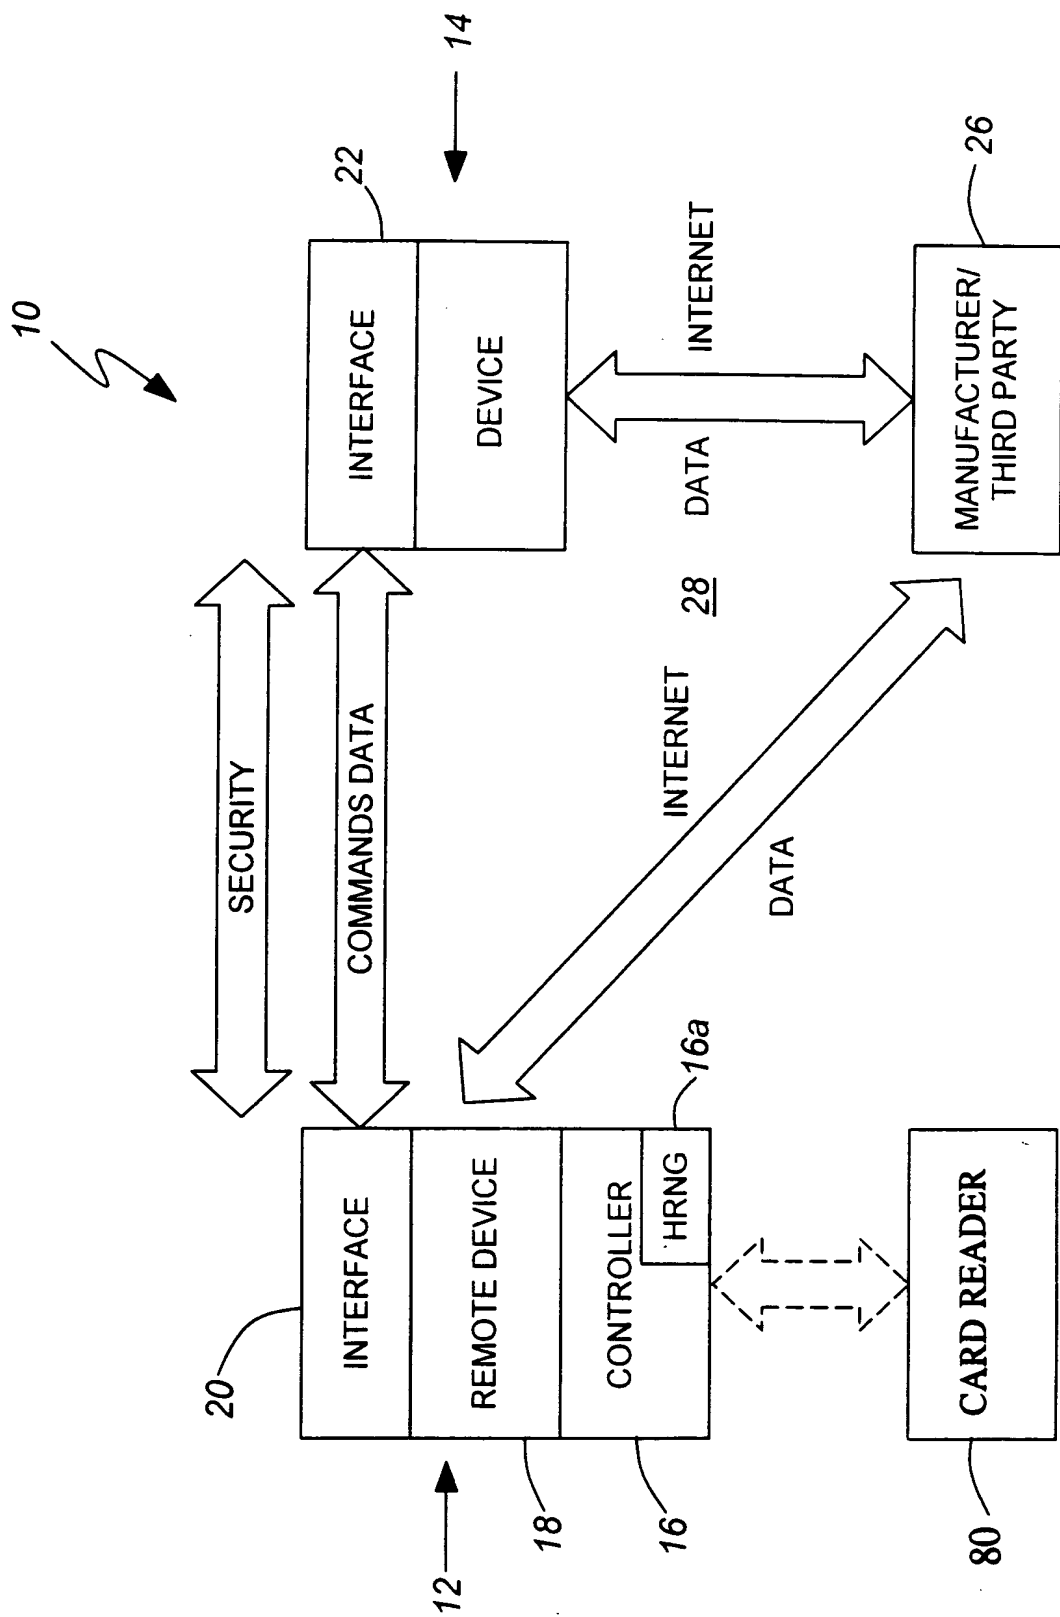 10
14
SECURITY
COMMANDS DATA
20
INTERFACE
REMOTE DEVICE
CONTROLLER
HRNG
16a
12
18
16
22
INTERFACE
DEVICE
INTERNET
DATA
28
INTERNET
DATA
CARD READER
80
MANUFACTURER/
THIRD PARTY
26